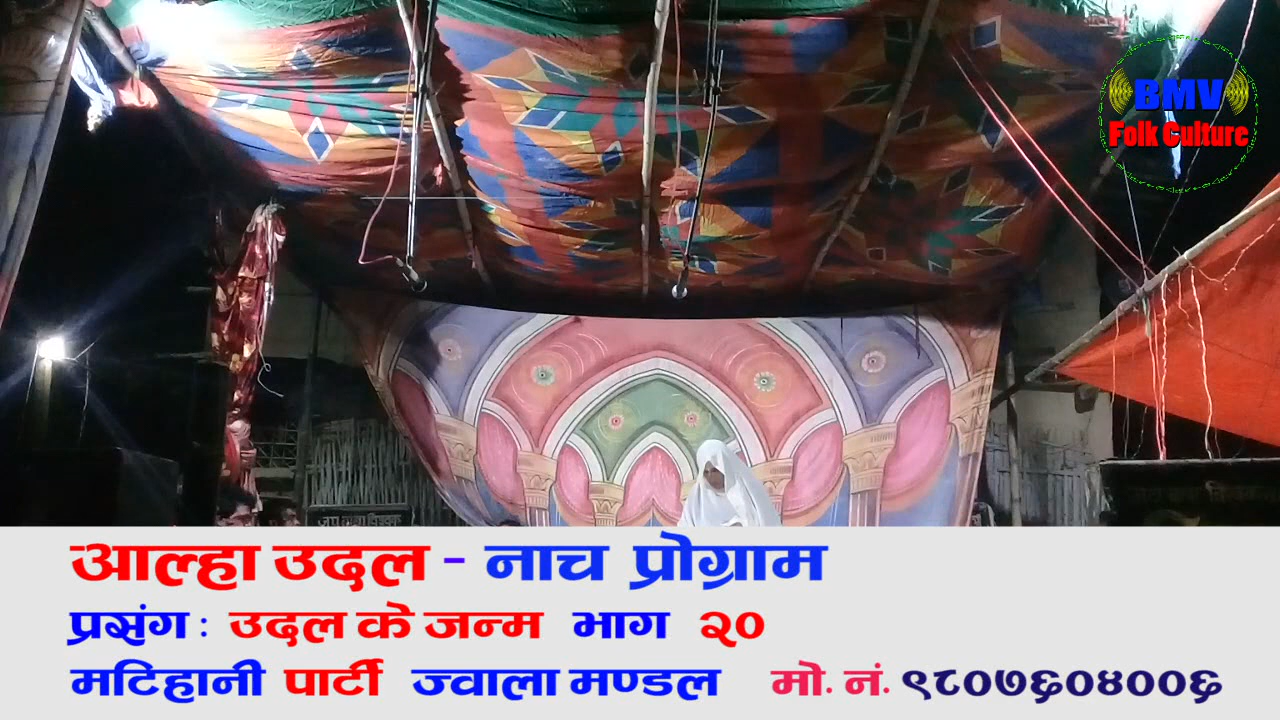 BMV
Folk Culture
आल्हा उदल - नाच प्रोग्राम
प्रसंग : उदल के जन्म भाग २०
मटिहानी पार्टी ज्वाला मण्डल मो. नं. ९८०७६०४००६